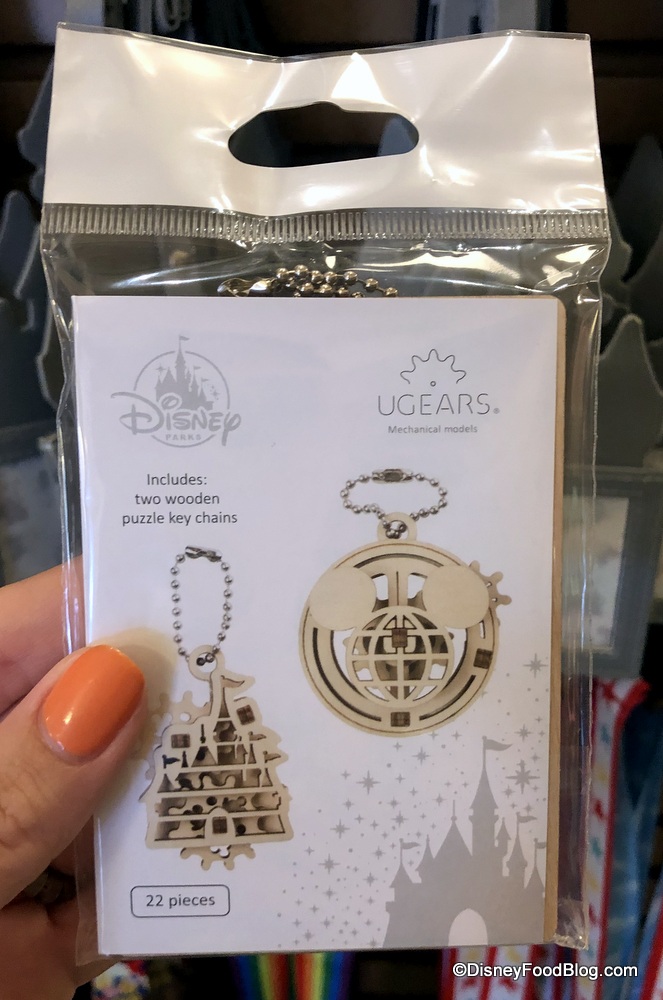 Disney
PARKS
UGEARS®
Mechanical models
Includes:
two wooden
puzzle key chains
22 pieces
©DisneyFoodBlog.com